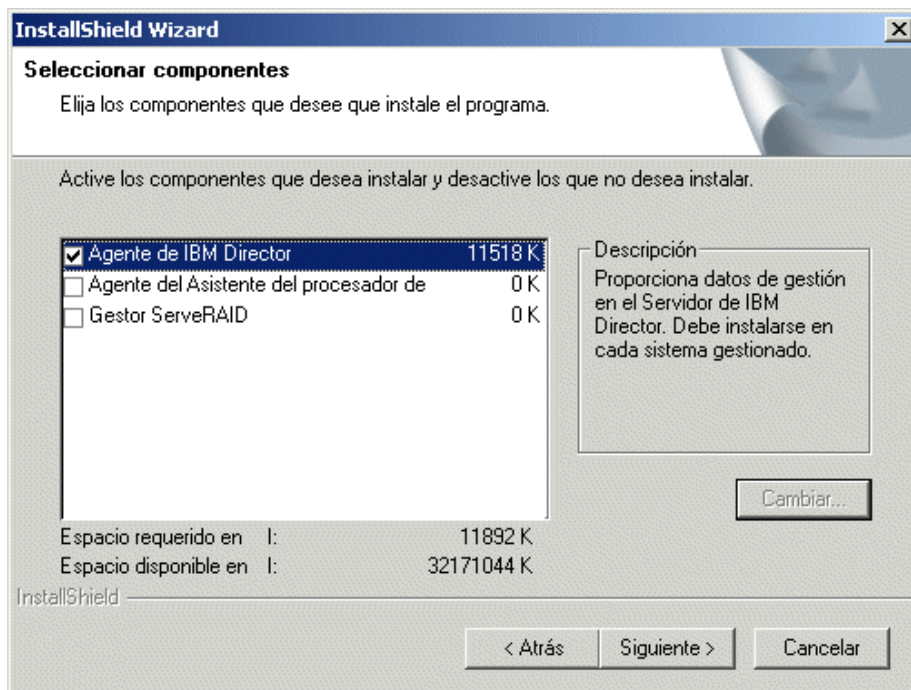 InstallShield Wizard
Seleccionar componentes
Elija los componentes que desee que instale el programa.
Active los componentes que desea instalar y desactive los que no desea instalar.
Agente de IBM Director 11518 K
Agente del Asistente del procesador de 0 K
Gestor ServeRAID 0 K
Descripción
Proporciona datos de gestión
en el Servidor de IBM
Director. Debe instalarse en
cada sistema gestionado.
Cambiar...
Espacio requerido en I: 11892 K
Espacio disponible en I: 32171044 K
InstallShield
< Atrás Siguiente > Cancelar